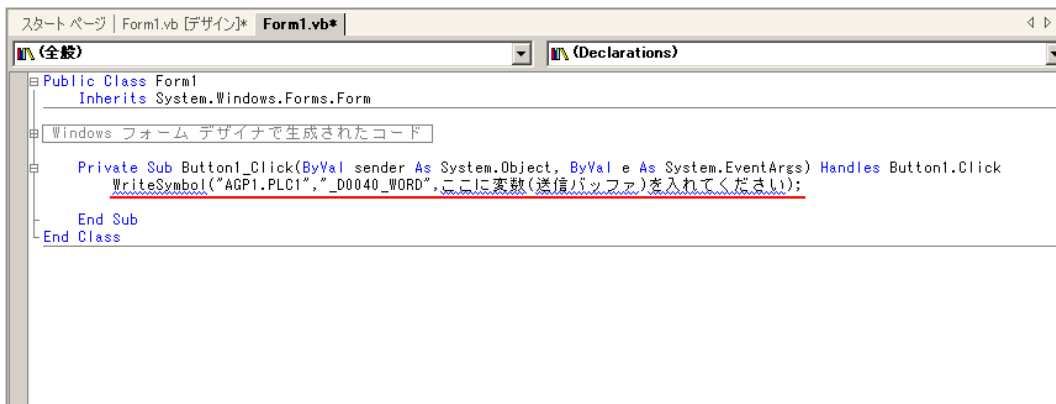 スタート ページ | Form1.vb [デザイン]* Form1.vb*
(全般) (Declarations)
Public Class Form1
Inherits System.Windows.Forms.Form
Windows フォーム デザイナで生成されたコード
Private Sub Button1_Click(ByVal sender As System.Object, ByVal e As System.EventArgs) Handles Button1.Click
WriteSymbol("AGP1.PLC1","_D0040_WORD",ここに変数(送信バッファ)を入れてください);
End Sub
End Class